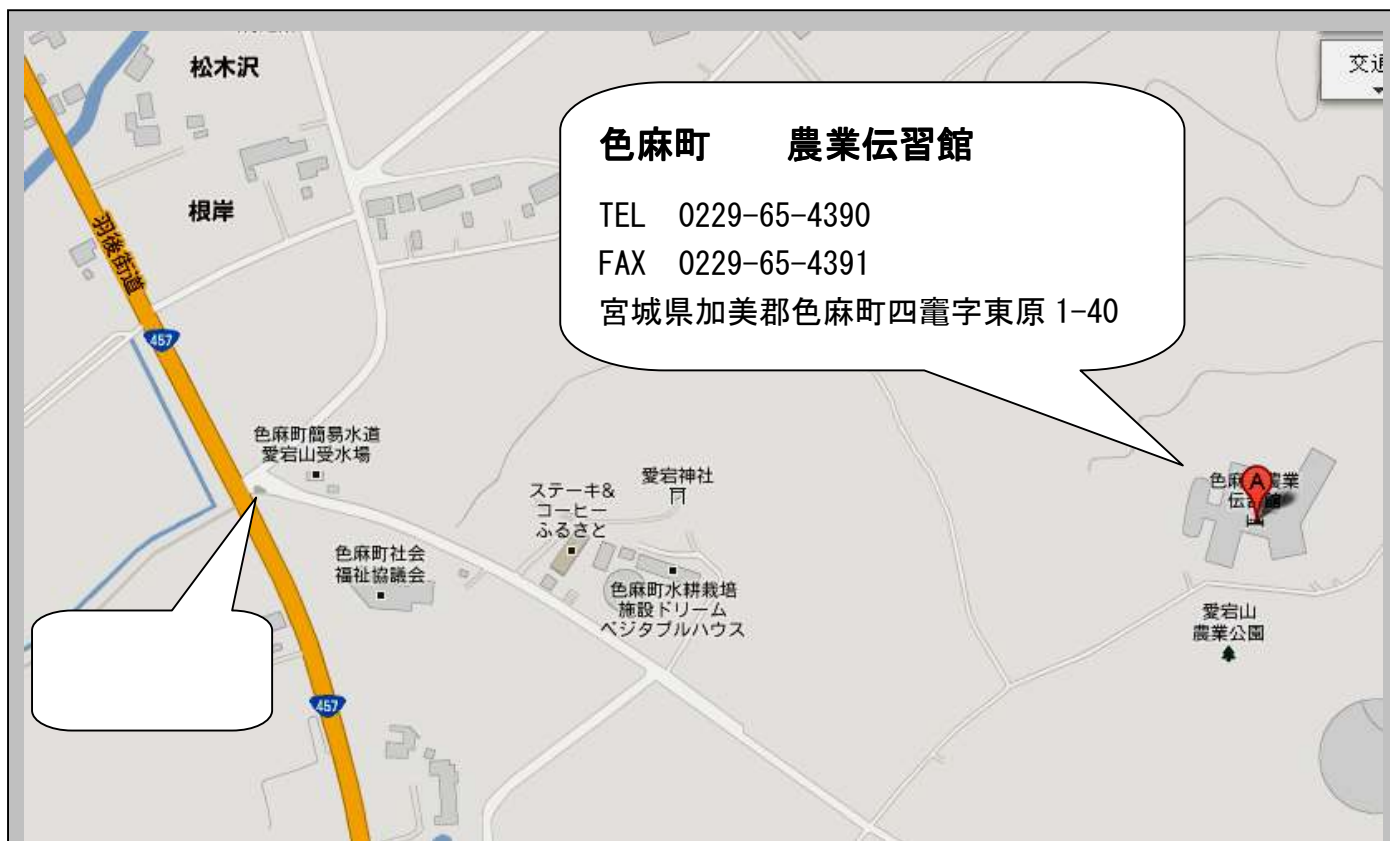 松木沢
交通
色麻町 農業伝習館
TEL 0229-65-4390
FAX 0229-65-4391
宮城県加美郡色麻町四竃字東原 1-40
根岸
羽後街道
457
色麻町簡易水道
愛宕山受水場
ステーキ&
コーヒー
ふるさと
愛宕神社
色麻町社会
福祉協議会
色麻町水耕栽培
施設ドリーム
ベジタブルハウス
A
愛宕山
農業公園
457